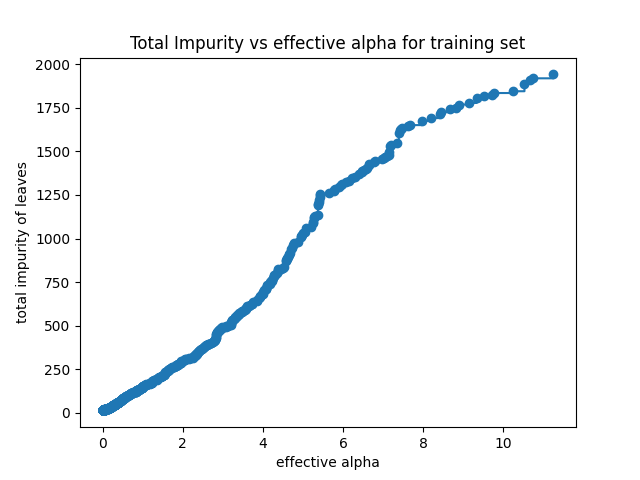 Total Impurity vs effective alpha for training set
total impurity of leaves
2000
1750
1500
1250
1000
750
500
250
0
0 2 4 6 8 10
effective alpha